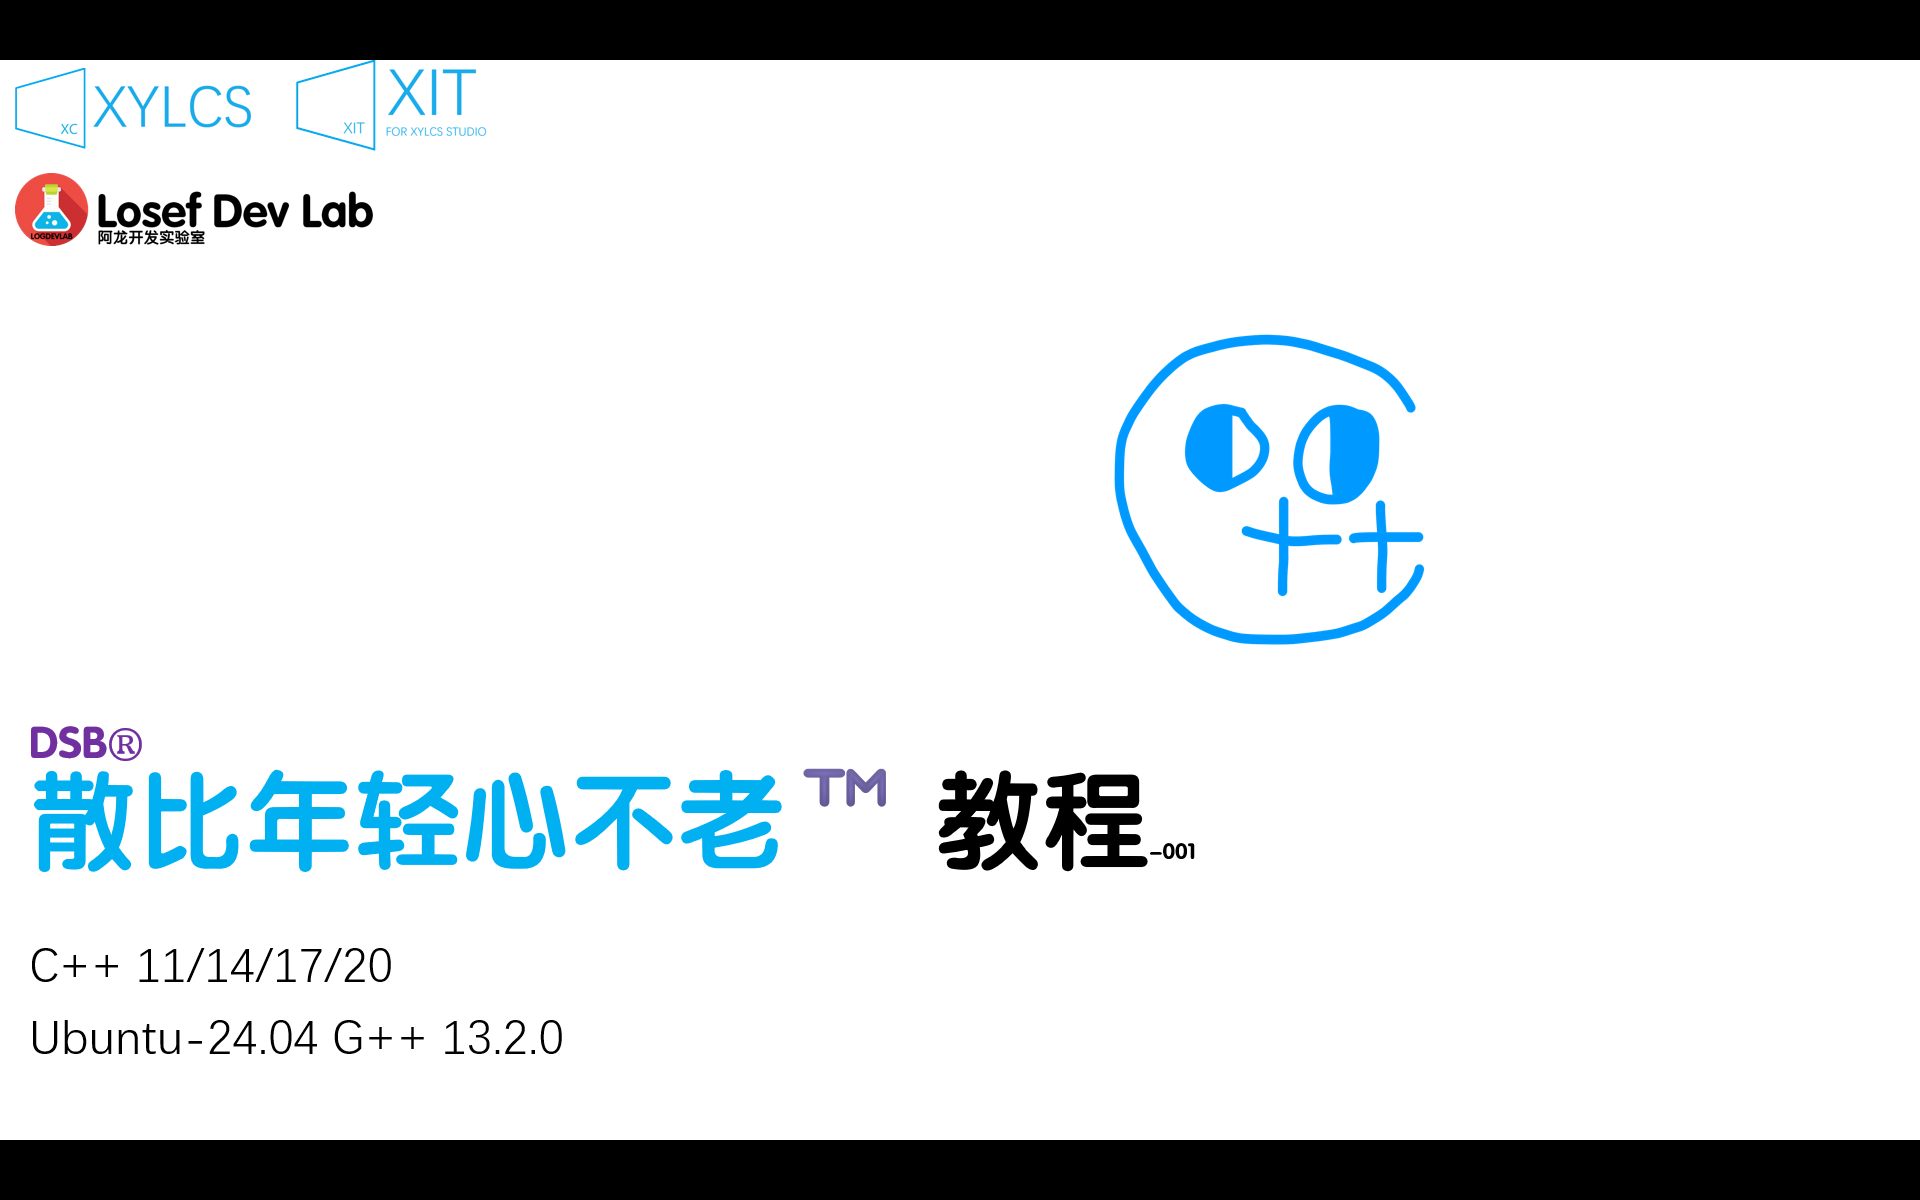 XC XYLCS
XIT XIT
FOR XYLCS STUDIO
Losef Dev Lab
LOGDEVLAB
阿龙开发实验室
++
DSB®
散比年轻心不老™ 教程-001
C++ 11/14/17/20
Ubuntu-24.04 G++ 13.2.0